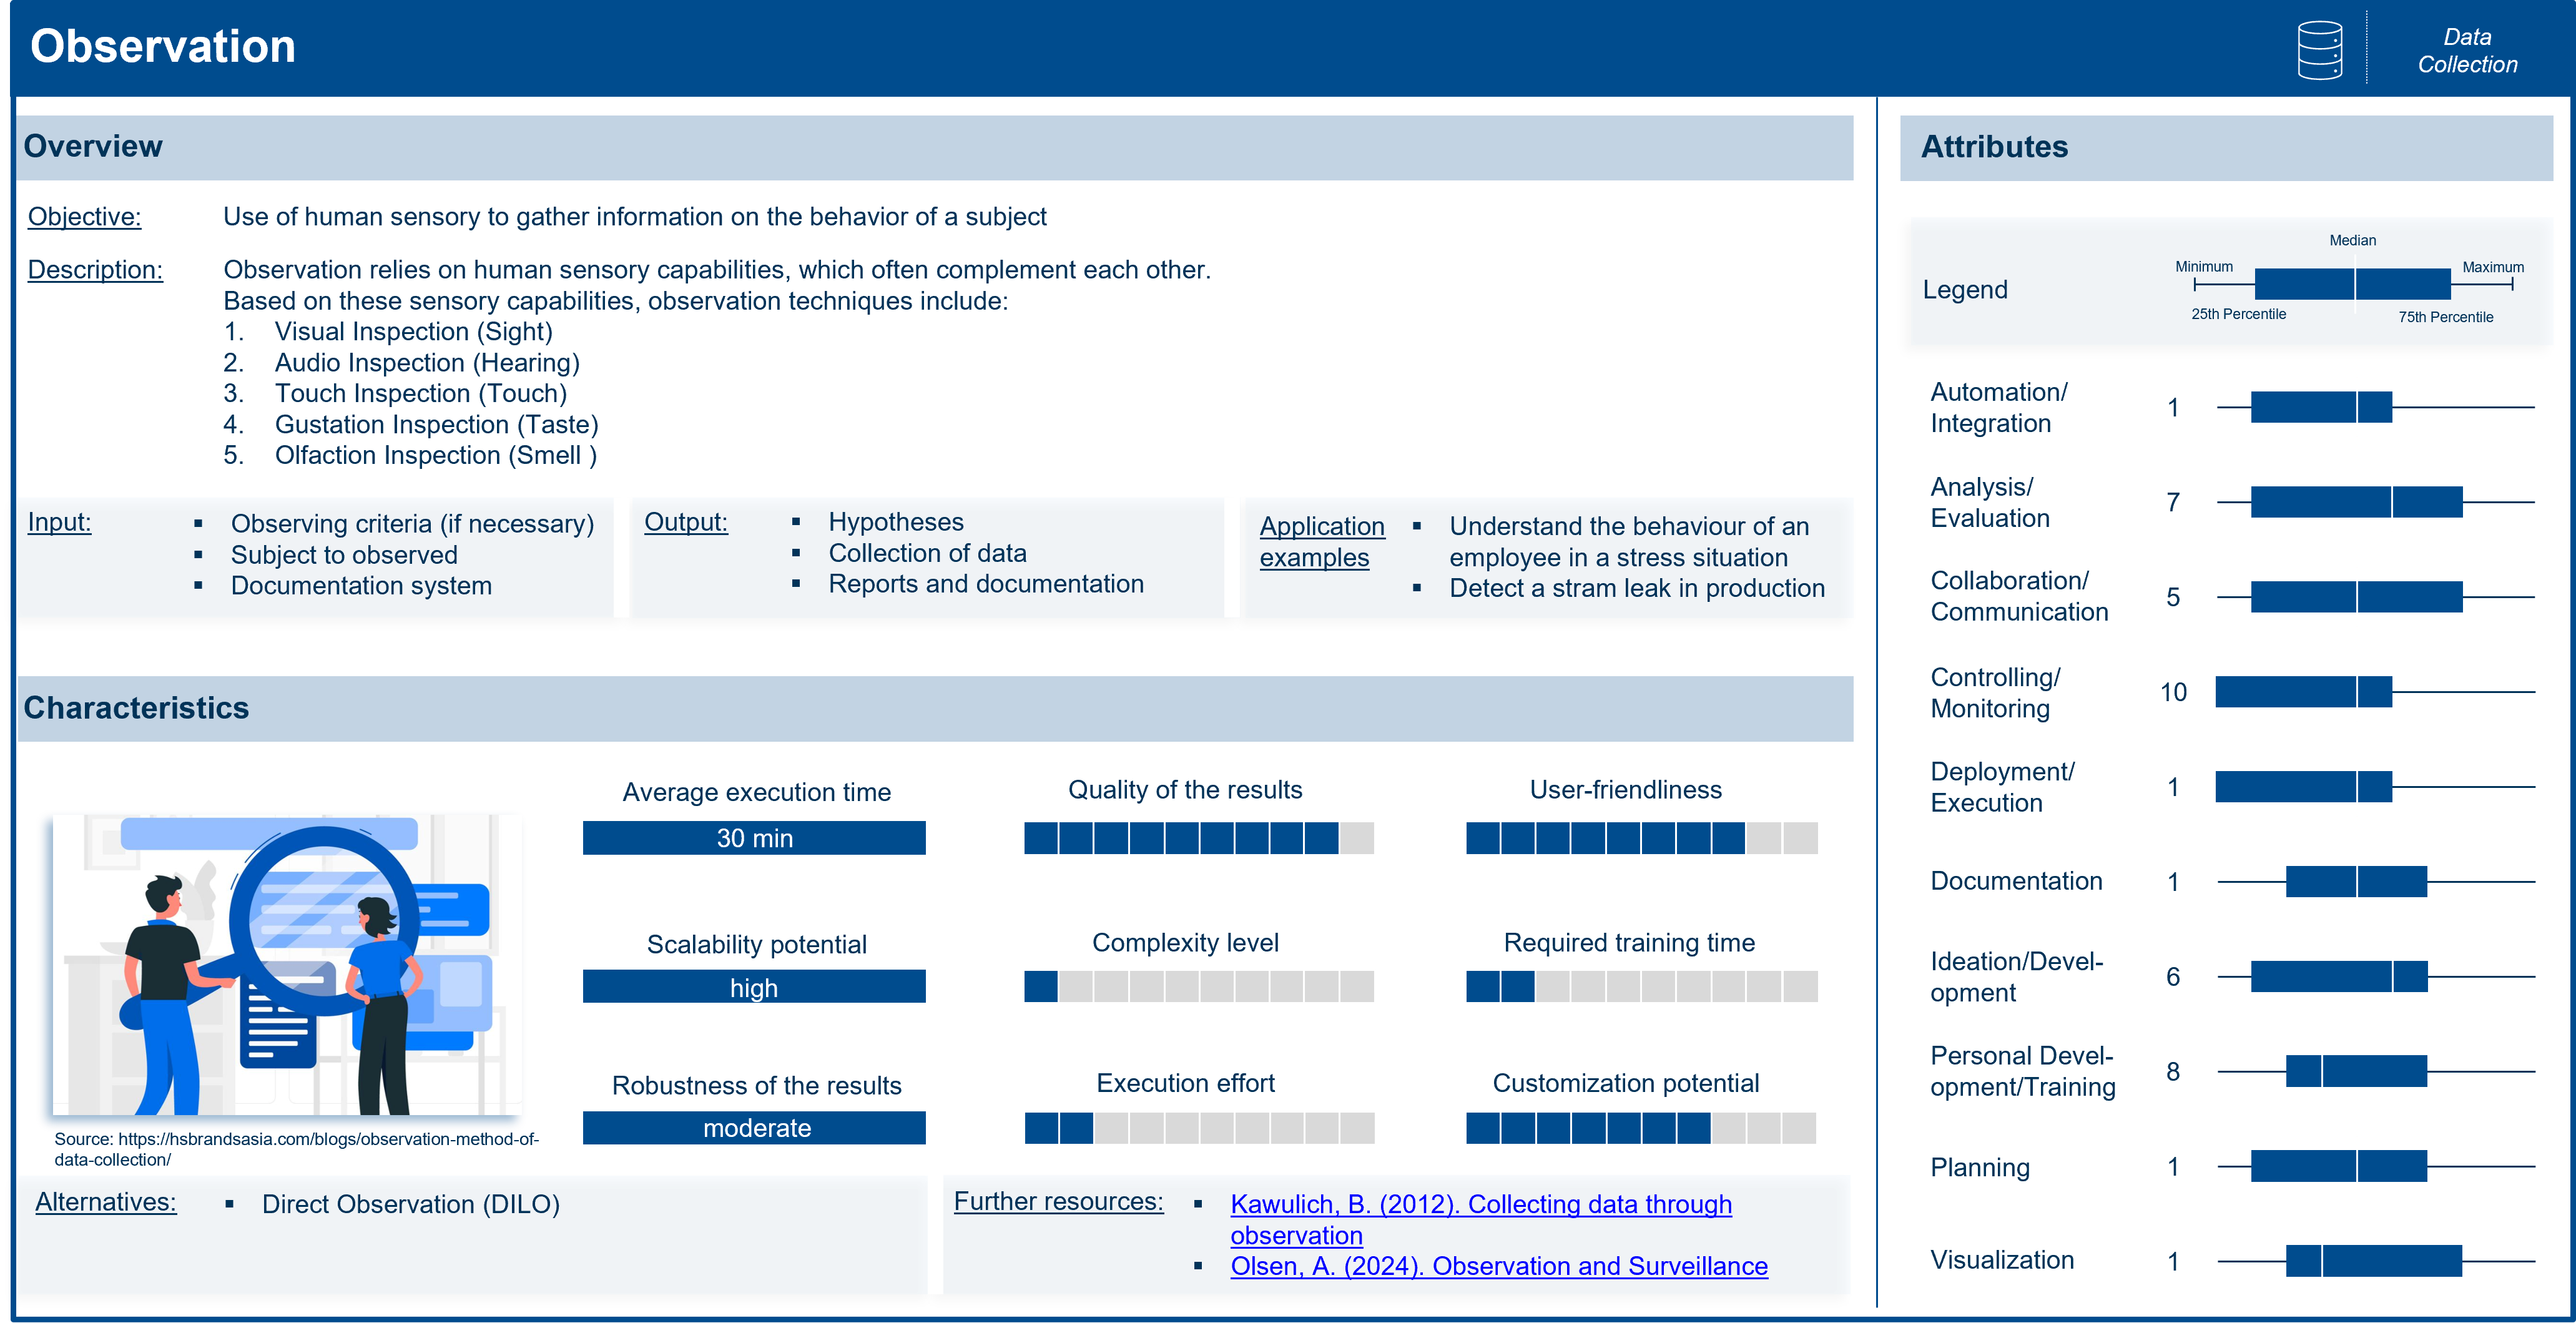 Observation
Data
Collection
Overview
Objective: Use of human sensory to gather information on the behavior of a subject
Description: Observation relies on human sensory capabilities, which often complement each other.
Based on these sensory capabilities, observation techniques include:
1. Visual Inspection (Sight)
2. Audio Inspection (Hearing)
3. Touch Inspection (Touch)
4. Gustation Inspection (Taste)
5. Olfaction Inspection (Smell )
Input:
▪ Observing criteria (if necessary)
▪ Subject to observed
▪ Documentation system
Output:
▪ Hypotheses
▪ Collection of data
▪ Reports and documentation
Application
examples
▪ Understand the behaviour of an
employee in a stress situation
▪ Detect a stram leak in production
Characteristics
Average execution time
30 min
Quality of the results
User-friendliness
Scalability potential
high
Complexity level
Required training time
Robustness of the results
moderate
Execution effort
Customization potential
Source: https://hsbrandsasia.com/blogs/observation-method-of-
data-collection/
Alternatives:
▪ Direct Observation (DILO)
Further resources:
▪ Kawulich, B. (2012). Collecting data through
observation
▪ Olsen, A. (2024). Observation and Surveillance
Attributes
Legend
Median
Minimum
Maximum
25th Percentile
75th Percentile
Automation/
Integration
1
Analysis/
Evaluation
7
Collaboration/
Communication
5
Controlling/
Monitoring
10
Deployment/
Execution
1
Documentation 1
Ideation/Devel-
opment
6
Personal Devel-
opment/Training
8
Planning 1
Visualization 1